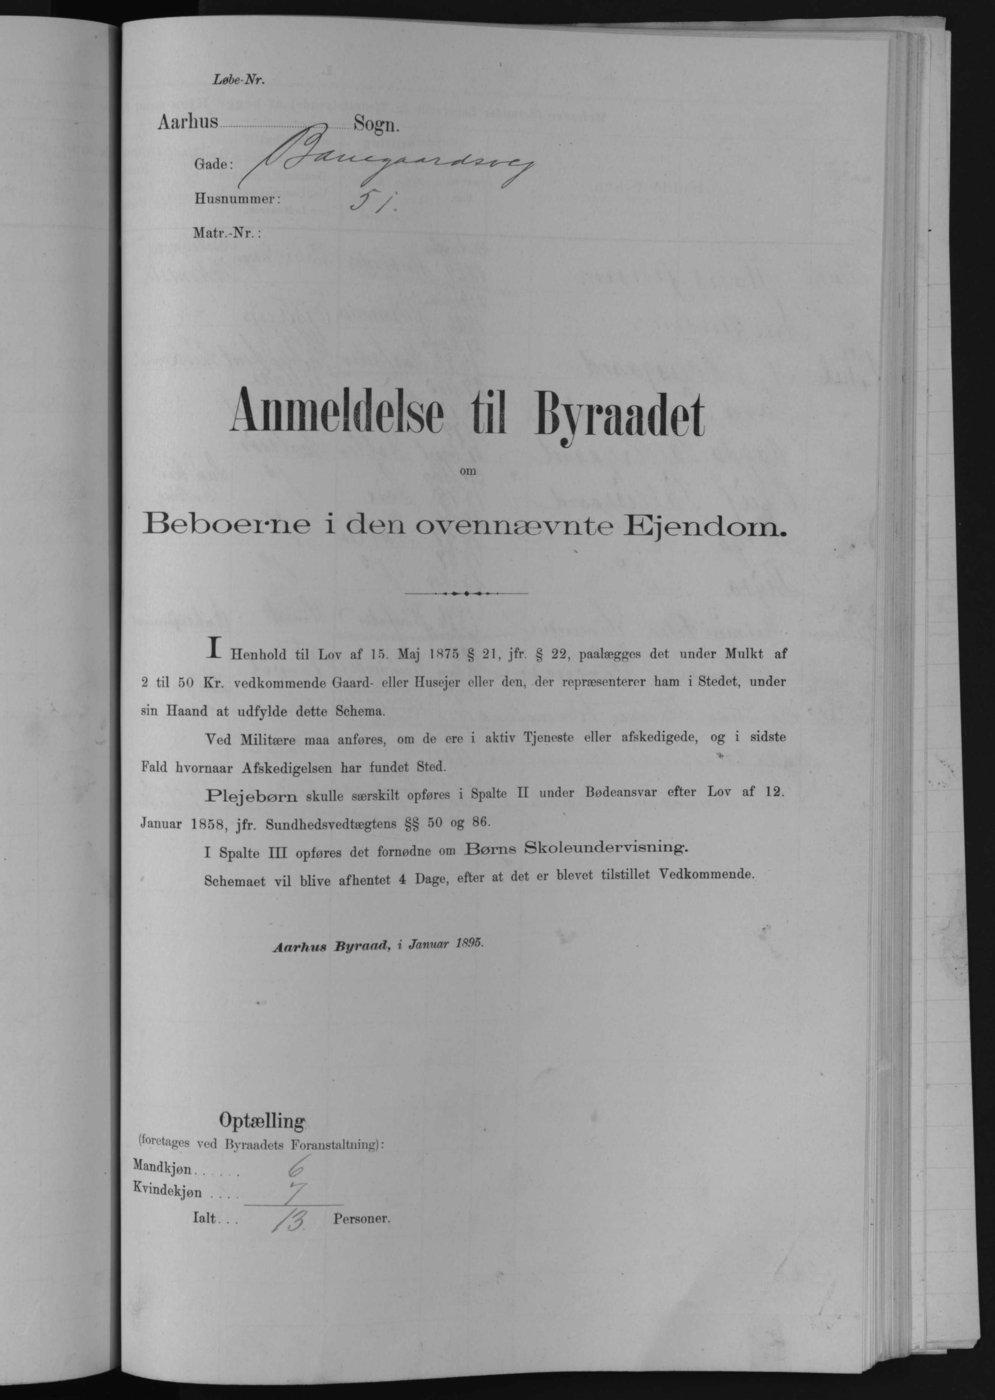 Løbe-Nr.
Aarhus Sogn.
Gade: Banegaardsvej
Husnummer: 51.
Matr.-Nr.:
Anmeldelse til Byraadet
om
Beboerne i den ovennævnte Ejendom.
I Henhold til Lov af 15. Maj 1875 § 21, jfr. § 22, paalægges det under Mulkt af
2 til 50 Kr. vedkommende Gaard- eller Husejer eller den, der repræsenterer ham i Stedet, under
sin Haand at udfylde dette Schema.
Ved Militære maa anføres, om de ere i aktiv Tjeneste eller afskedigede, og i sidste
Fald hvornaar Afskedigelsen har fundet Sted.
Plejebørn skulle særskilt opføres i Spalte II under Bødeansvar efter Lov af 12.
Januar 1858, jfr. Sundhedsvedtægtens §§ 50 og 86.
I Spalte III opføres det fornødne om Børns Skoleundervisning.
Schemaet vil blive afhentet 4 Dage, efter at det er blevet tilstillet Vedkommende.
Aarhus Byraad, i Januar 1895.
Optælling
(foretages ved Byraadets Foranstaltning):
Mandkjøn...... 6
Kvindekjøn .... 7
Ialt... 13. Personer.